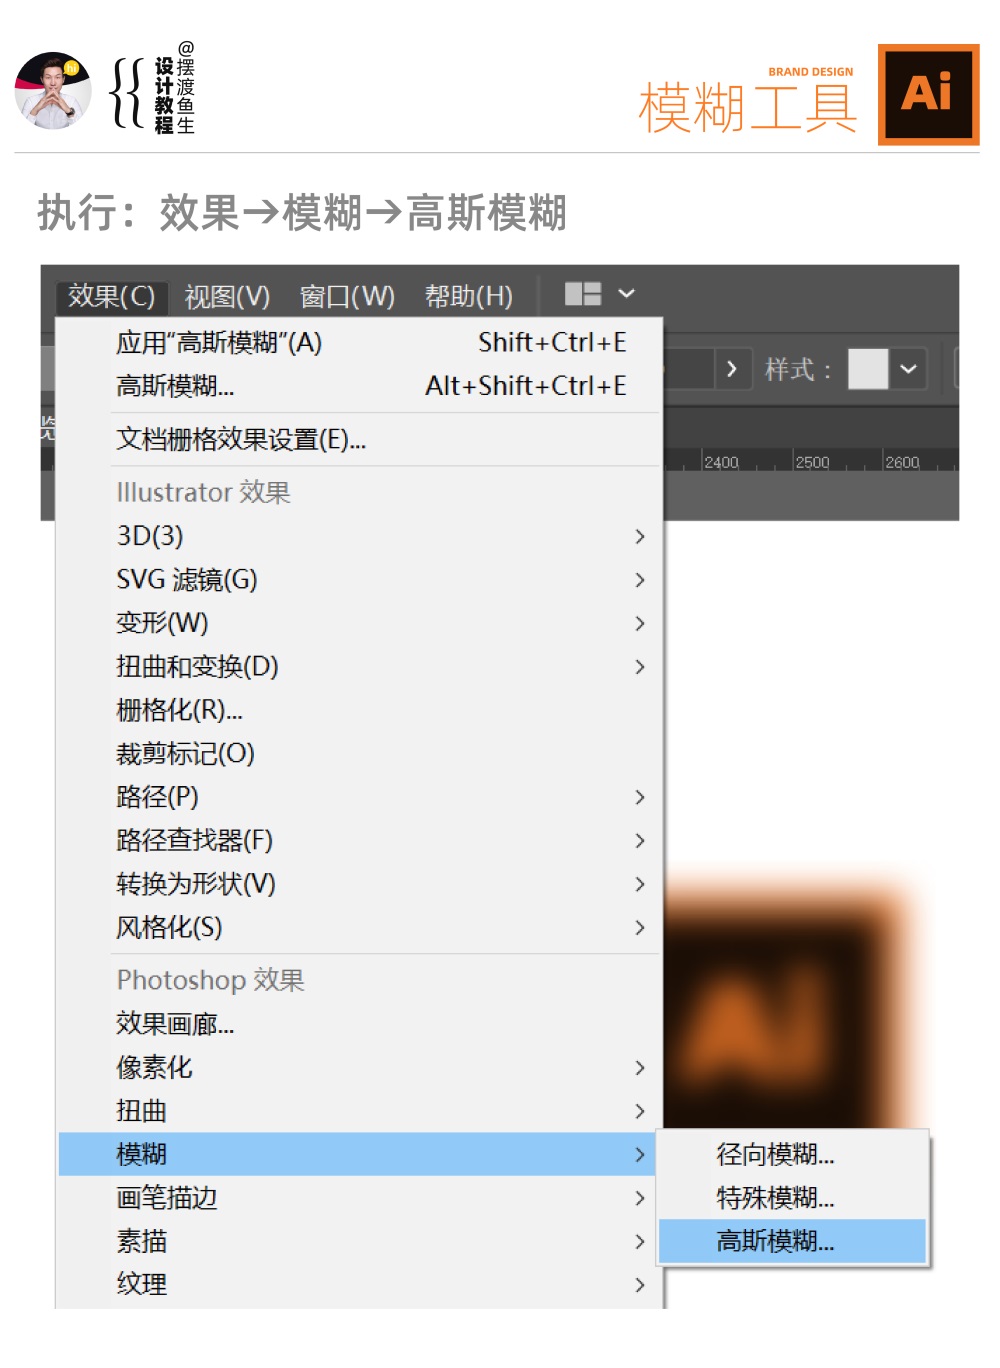 hi
@摆渡鱼生
设计教程
BRAND DESIGN
模糊工具
Ai
执行：效果→模糊→高斯模糊
效果(C) 视图(V) 窗口(W) 帮助(H)
应用“高斯模糊”(A) Shift+Ctrl+E
高斯模糊... Alt+Shift+Ctrl+E
样式：
文档栅格效果设置(E)...
2400 2500 2600
Illustrator 效果
3D(3)
SVG 滤镜(G)
变形(W)
扭曲和变换(D)
栅格化(R)...
裁剪标记(O)
路径(P)
路径查找器(F)
转换为形状(V)
风格化(S)
Photoshop 效果
效果画廊...
像素化
扭曲
Ai
模糊
径向模糊...
画笔描边
特殊模糊...
素描
高斯模糊...
纹理